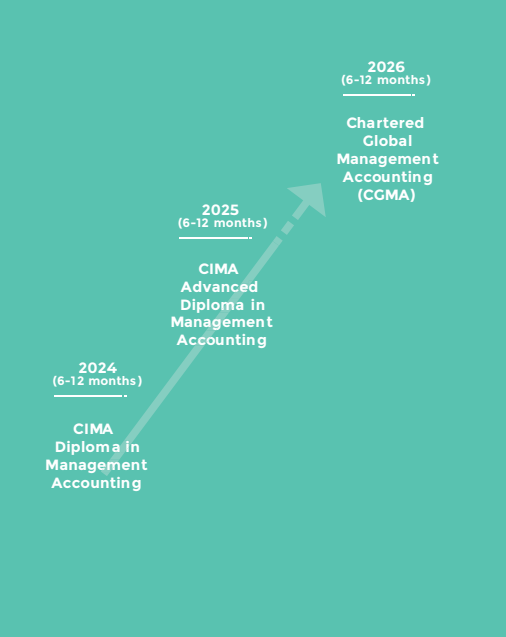 2026
(6-12 months)
Chartered
Global
Management
Accounting
(CGMA)
2025
(6-12 months)
CIMA
Advanced
Diploma in
Management
Accounting
2024
(6-12 months)
CIMA
Diploma in
Management
Accounting